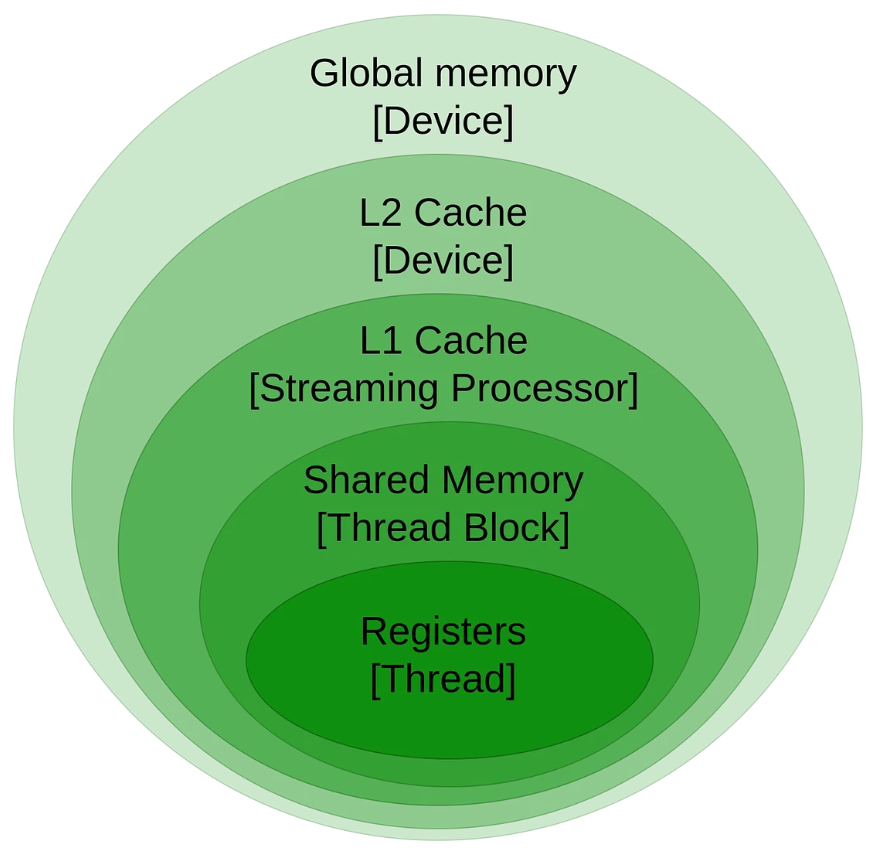 Global memory
[Device]
L2 Cache
[Device]
L1 Cache
[Streaming Processor]
Shared Memory
[Thread Block]
Registers
[Thread]